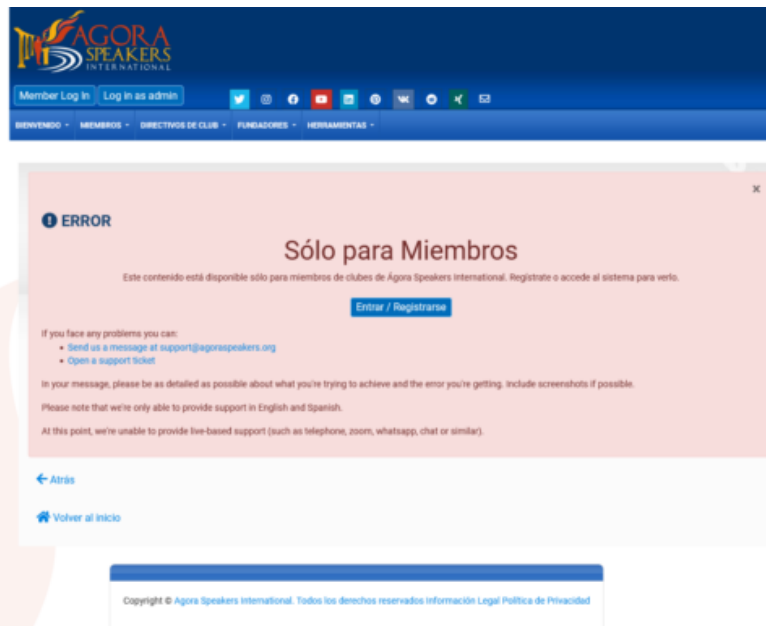 AGORA
SPEAKERS
INTERNATIONAL
Member Log In Log in as admin
BIENVENIDO MIEMBROS DIRECTIVOS DE CLUB FUNDADORES HERRAMIENTAS
×
ERROR
Sólo para Miembros
Este contenido está disponible sólo para miembros de clubes de Ágora Speakers International. Regístrate o accede al sistema para verlo.
Entrar / Registrarse
If you face any problems you can:
• Send us a message at support@agoraspeakers.org
• Open a support ticket
In your message, please be as detailed as possible about what you're trying to achieve and the error you're getting. Include screenshots if possible.
Please note that we're only able to provide support in English and Spanish.
At this point, we're unable to provide live-based support (such as telephone, zoom, whatsapp, chat or similar).
Atrás
Volver al inicio
Copyright © Agora Speakers International. Todos los derechos reservados Información Legal Política de Privacidad